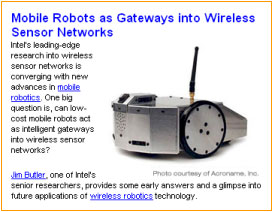 Mobile Robots as Gateways into Wireless
Sensor Networks
Intel's leading-edge
research into wireless
sensor networks is
converging with new
advances in mobile
robotics. One big
question is, can low-
cost mobile robots act
as intelligent gateways
into wireless sensor
networks?
Photo courtesy of Acroname, Inc.
Jim Butler, one of Intel's
senior researchers, provides some early answers and a glimpse into
future applications of wireless robotics technology.